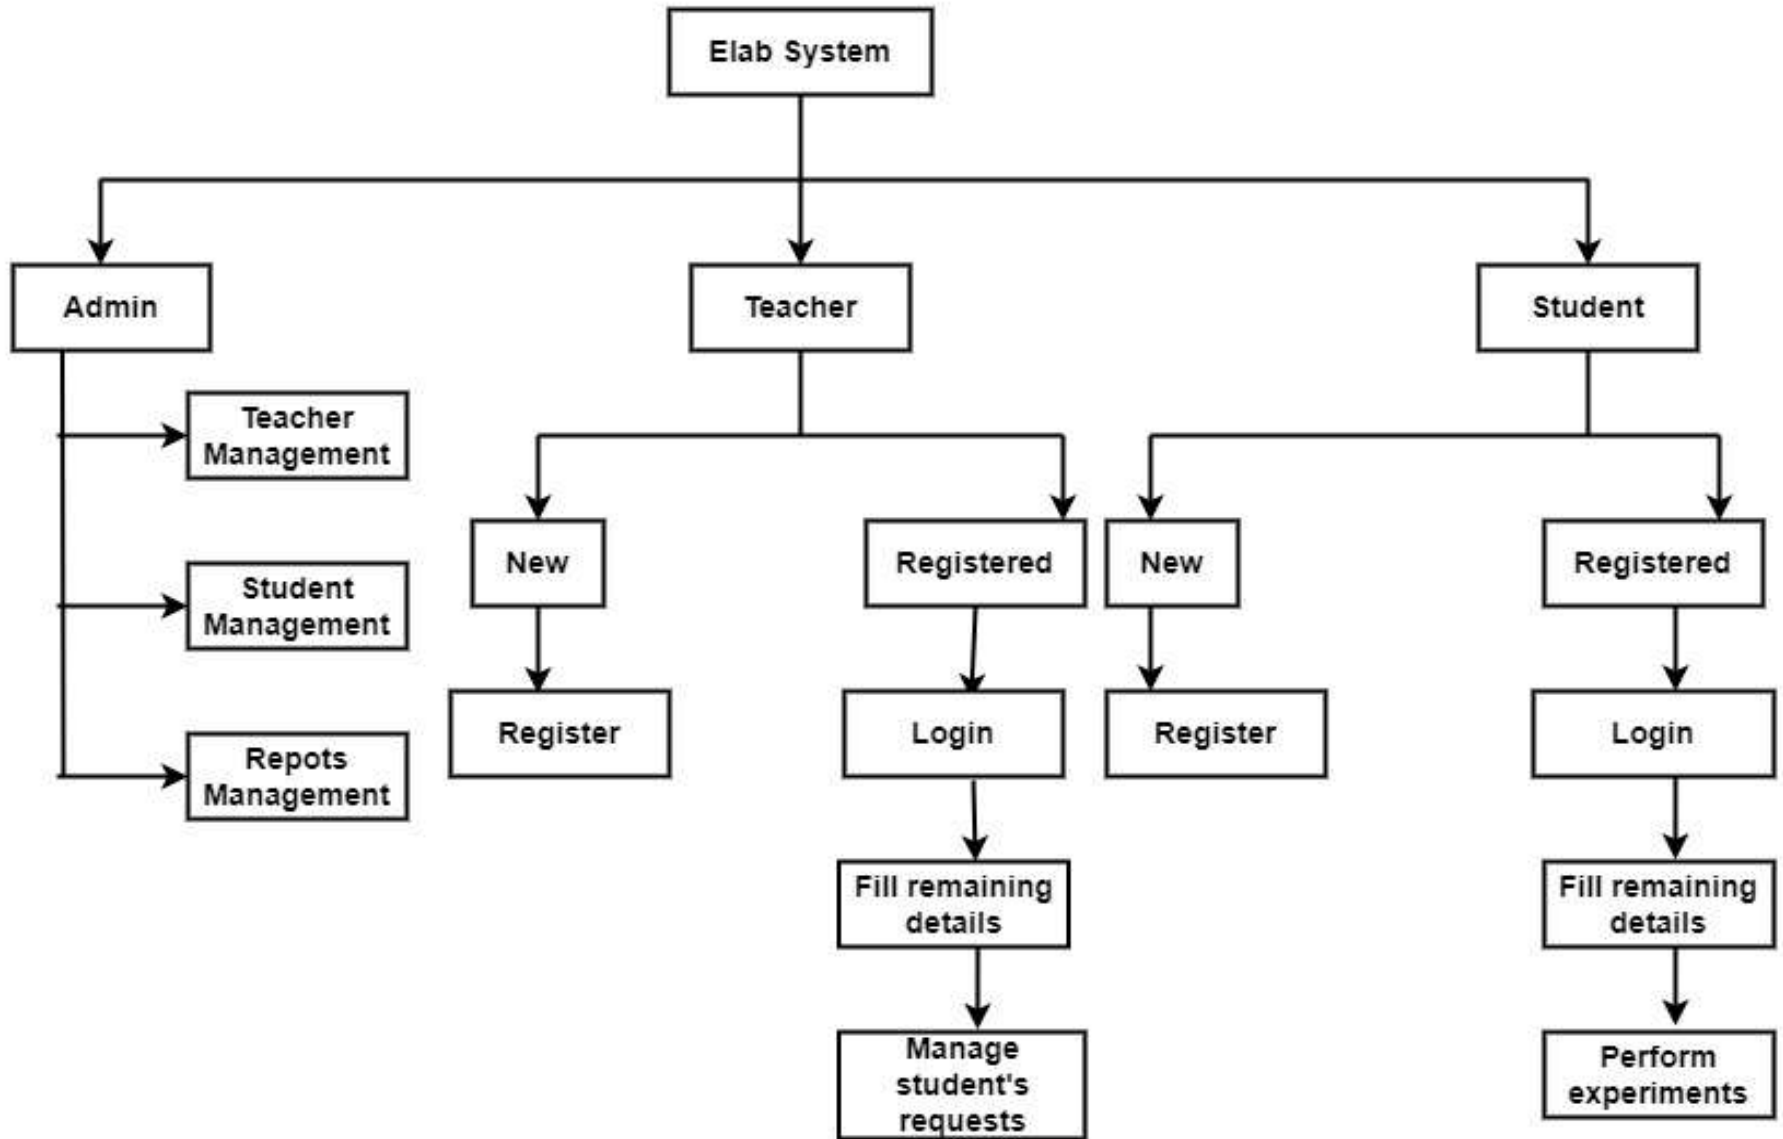 Elab System
Admin
Teacher
Student
Teacher
Management
Student
Management
Repots
Management
New
Registered
New
Registered
Register
Login
Register
Login
Fill remaining
details
Fill remaining
details
Manage
student's
requests
Perform
experiments